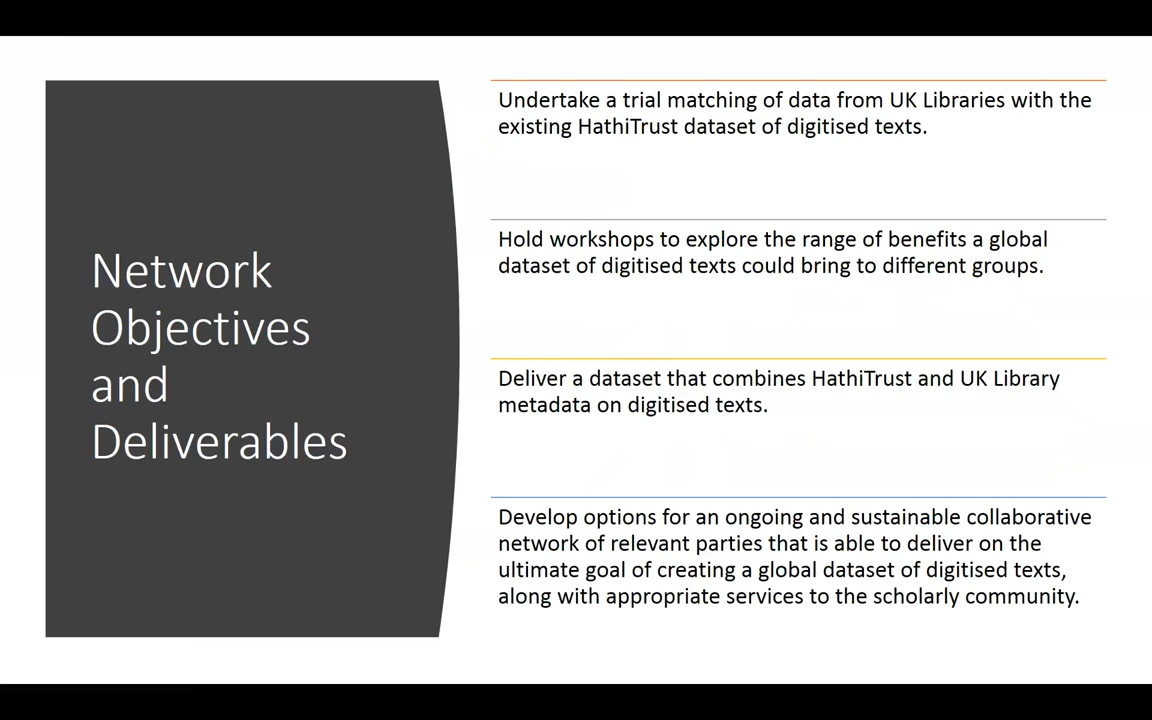 Network
Objectives
and
Deliverables
Undertake a trial matching of data from UK Libraries with the
existing HathiTrust dataset of digitised texts.
Hold workshops to explore the range of benefits a global
dataset of digitised texts could bring to different groups.
Deliver a dataset that combines HathiTrust and UK Library
metadata on digitised texts.
Develop options for an ongoing and sustainable collaborative
network of relevant parties that is able to deliver on the
ultimate goal of creating a global dataset of digitised texts,
along with appropriate services to the scholarly community.